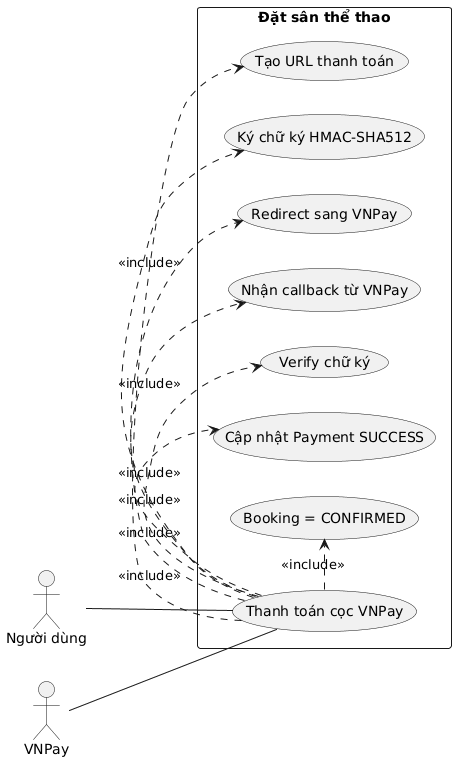 Đặt sân thể thao
Tạo URL thanh toán
Ký chữ ký HMAC-SHA512
Redirect sang VNPay
«include»
Nhận callback từ VNPay
Verify chữ ký
«include»
Cập nhật Payment SUCCESS
«include»
«include»
Booking = CONFIRMED
«include»
«include»
«include»
Thanh toán cọc VNPay
Người dùng
VNPay